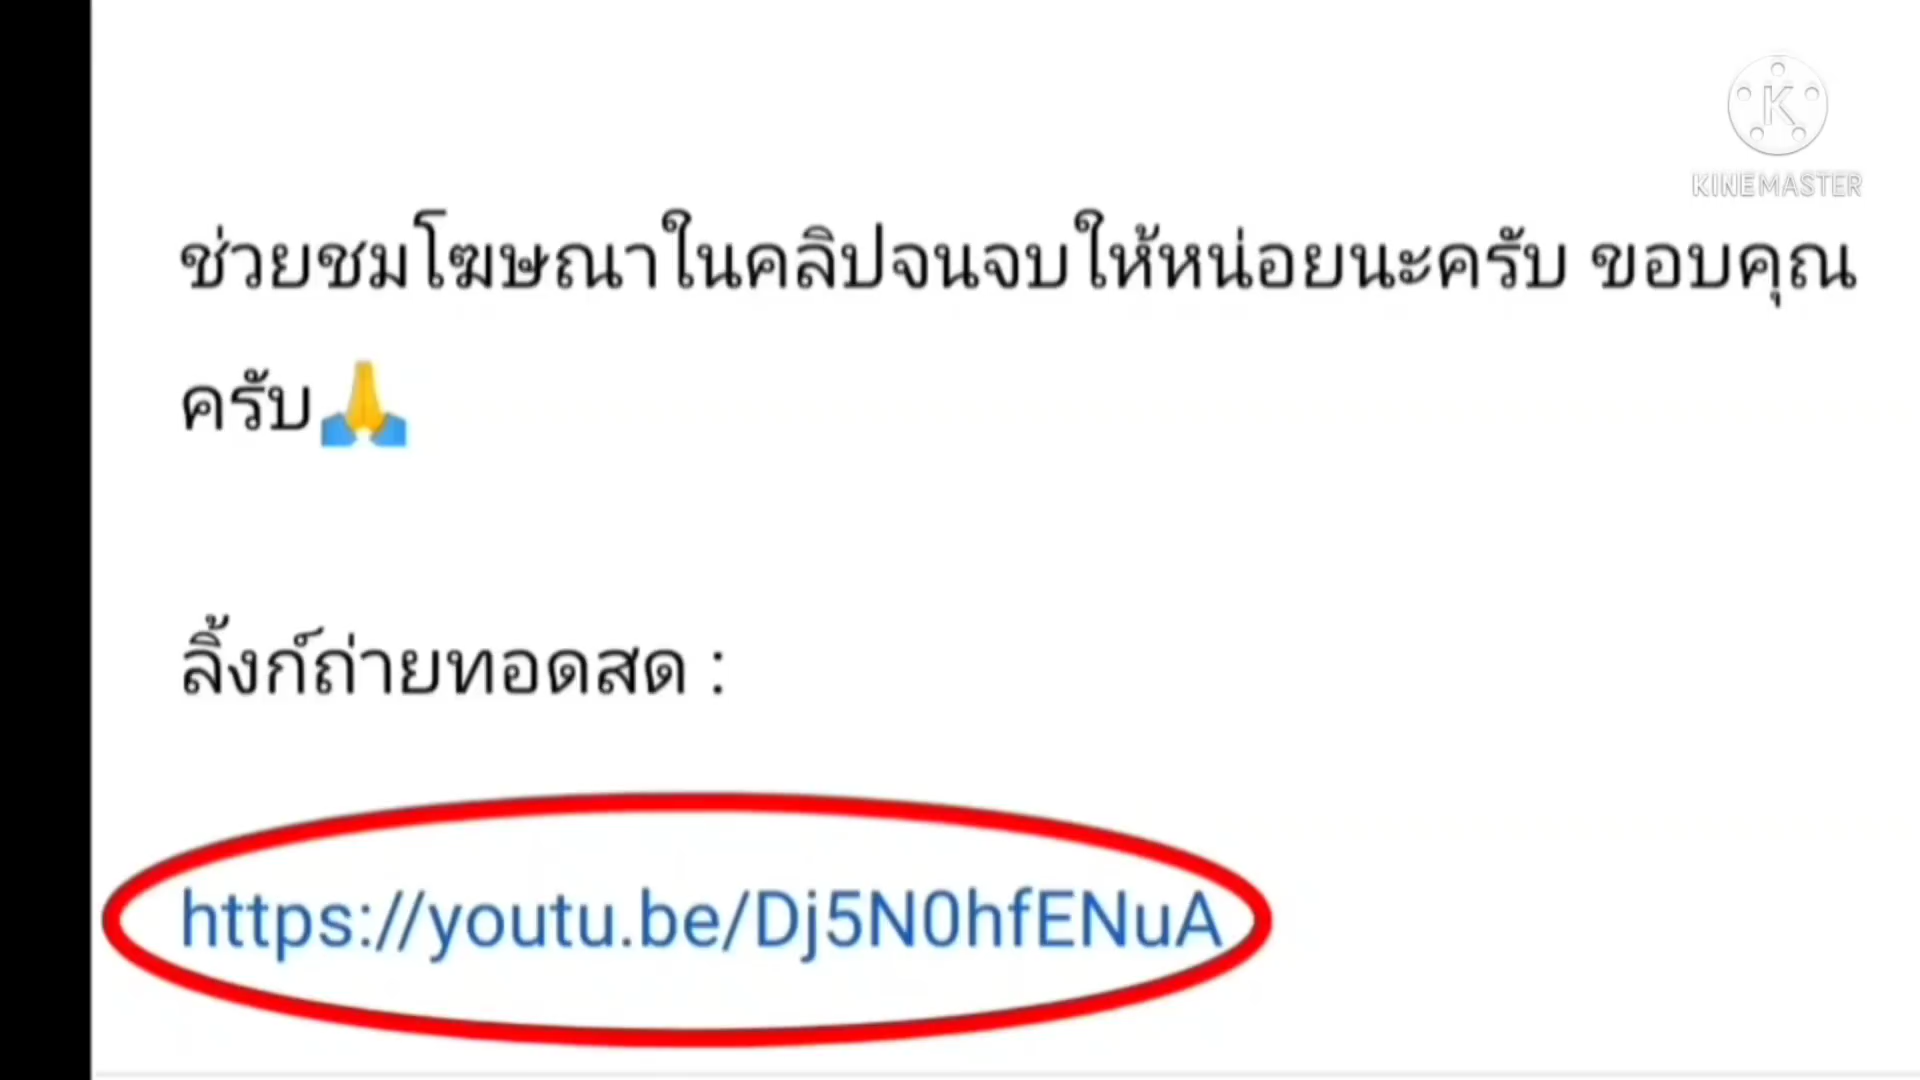 KINEMASTER
ช่วยชมโฆษณาในคลิปจนจบให้หน่อยนะครับ ขอบคุณ
ครับ🙏
ลิ้งก์ถ่ายทอดสด :
https://youtu.be/Dj5N0hfENuA